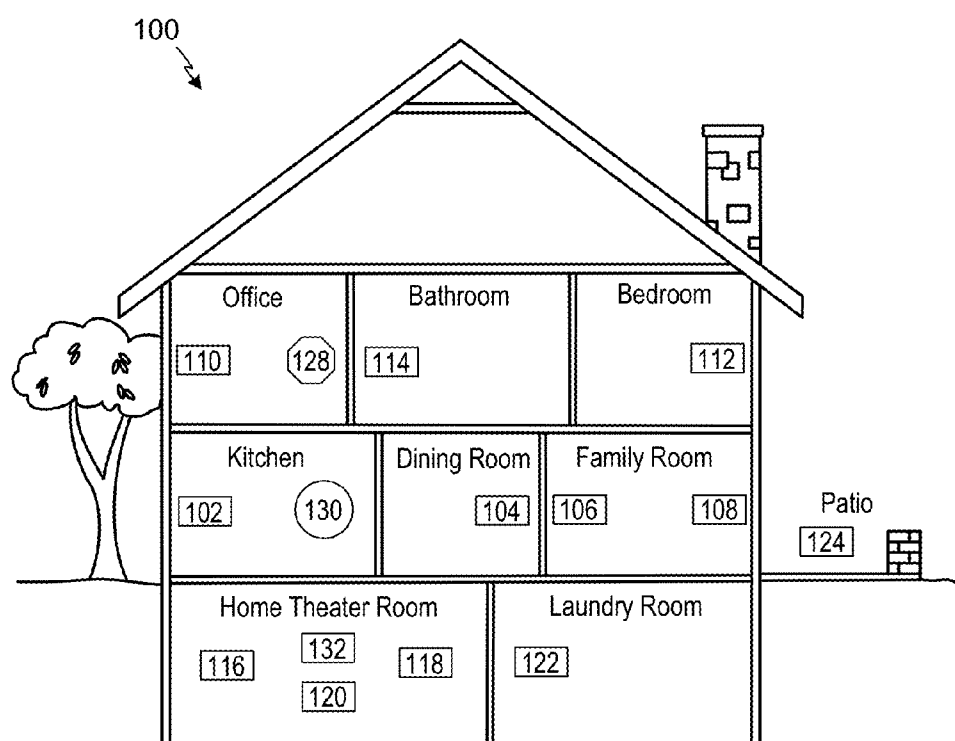 100
Office
Bathroom
Bedroom
110
128
114
112
Kitchen
Dining Room
Family Room
102
130
104
106
108
Patio
124
Home Theater Room
Laundry Room
116
132
118
122
120